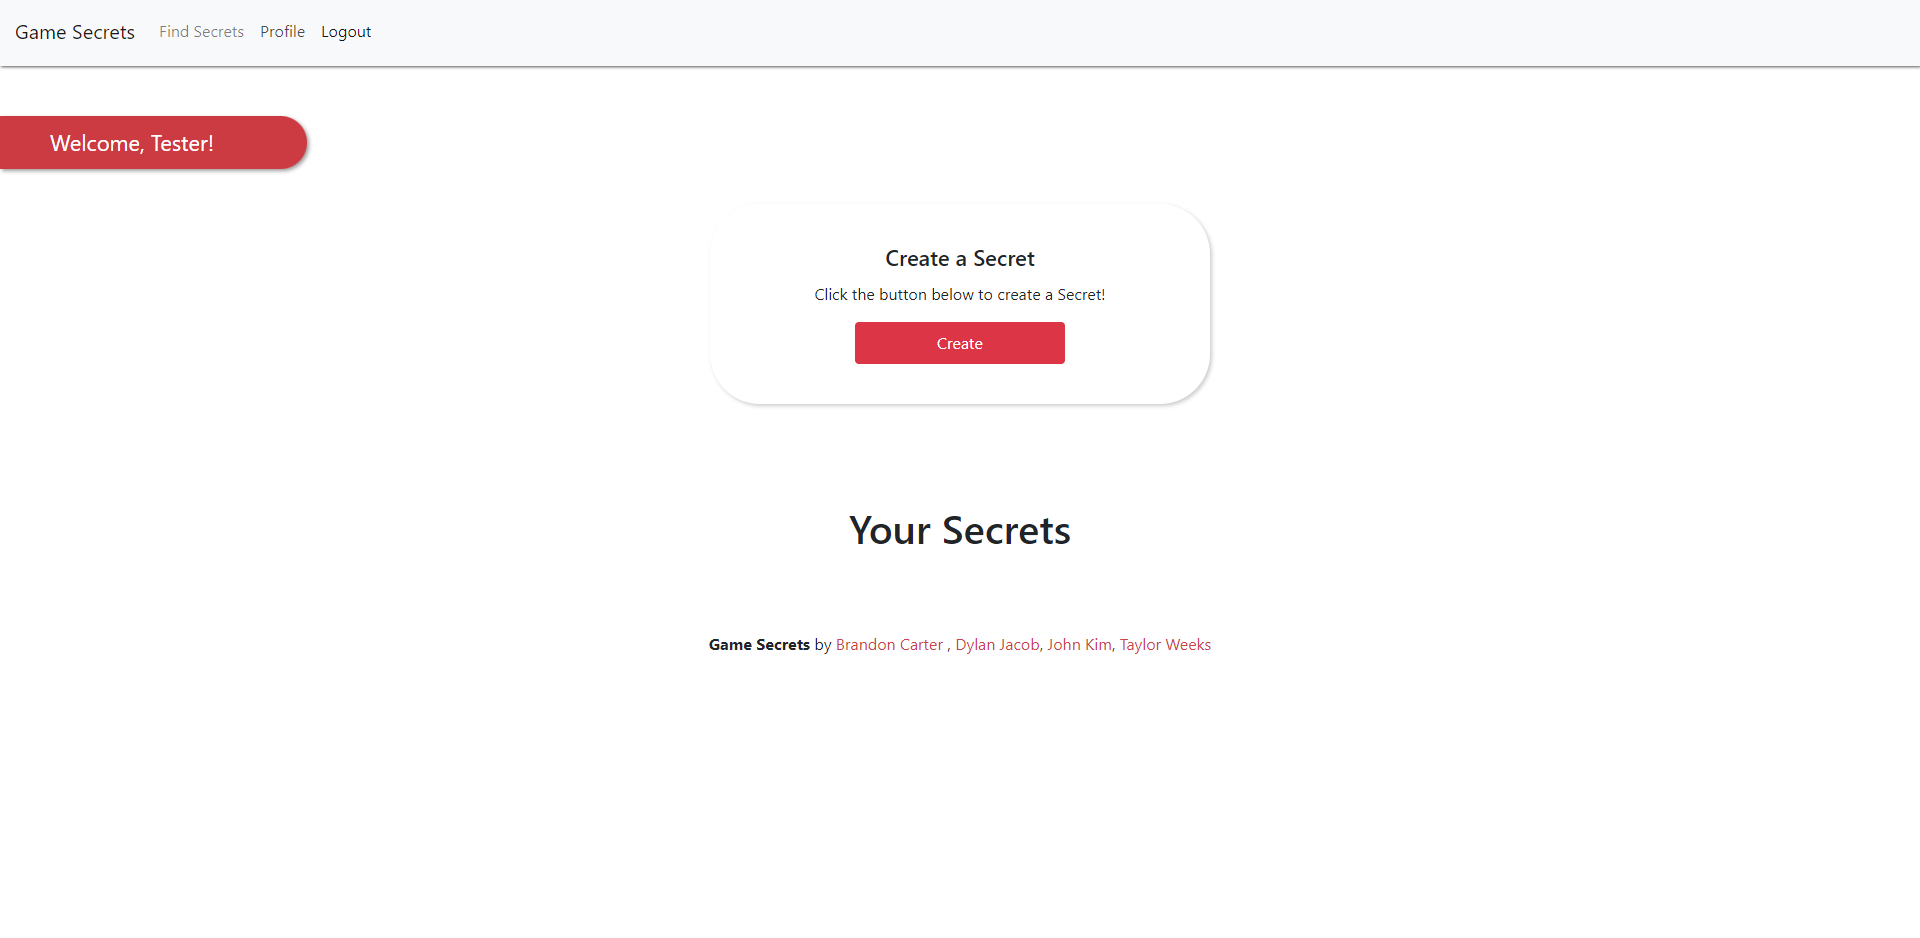 Game Secrets Find Secrets Profile Logout
Welcome, Tester!
Create a Secret
Click the button below to create a Secret!
Create
Your Secrets
Game Secrets by Brandon Carter , Dylan Jacob, John Kim, Taylor Weeks